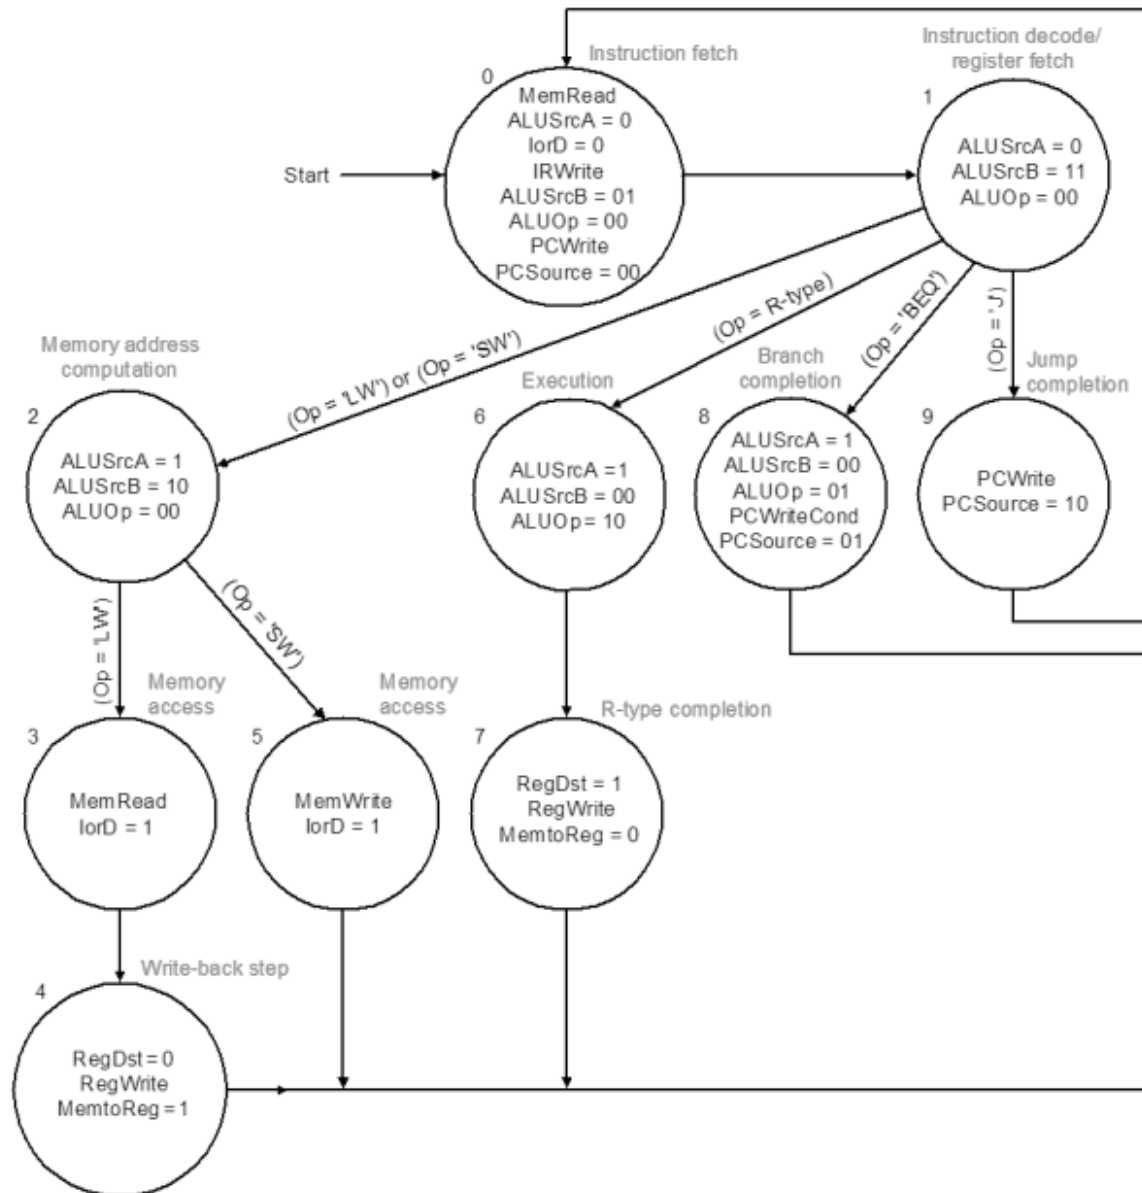 Instruction fetch
0
MemRead
ALUSrcA = 0
IorD = 0
IRWrite
ALUSrcB = 01
ALUOp = 00
PCWrite
PCSource = 00
Start
Instruction decode/
register fetch
1
ALUSrcA = 0
ALUSrcB = 11
ALUOp = 00
(Op = 'LW') or (Op = 'SW')
(Op = R-type)
(Op = 'BEQ')
(Op = 'J')
Memory address
computation
2
ALUSrcA = 1
ALUSrcB = 10
ALUOp = 00
Execution
6
ALUSrcA =1
ALUSrcB = 00
ALUOp= 10
Branch
completion
8
ALUSrcA = 1
ALUSrcB = 00
ALUOp = 01
PCWriteCond
PCSource = 01
Jump
completion
9
PCWrite
PCSource = 10
(Op = 'LW')
(Op = 'SW')
Memory
access
3
MemRead
IorD = 1
Memory
access
5
MemWrite
IorD = 1
R-type completion
7
RegDst = 1
RegWrite
MemtoReg = 0
Write-back step
4
RegDst = 0
RegWrite
MemtoReg = 1